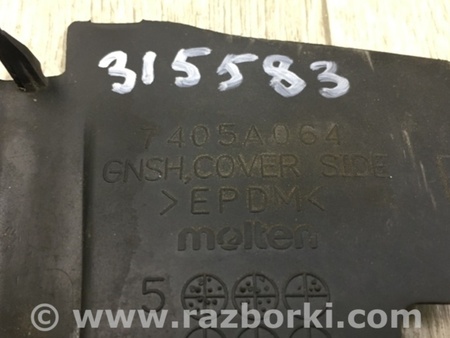 315583
7405A064
GNSH,COVER SIDE
>EPDM<
molten
5
© www.razborki.com